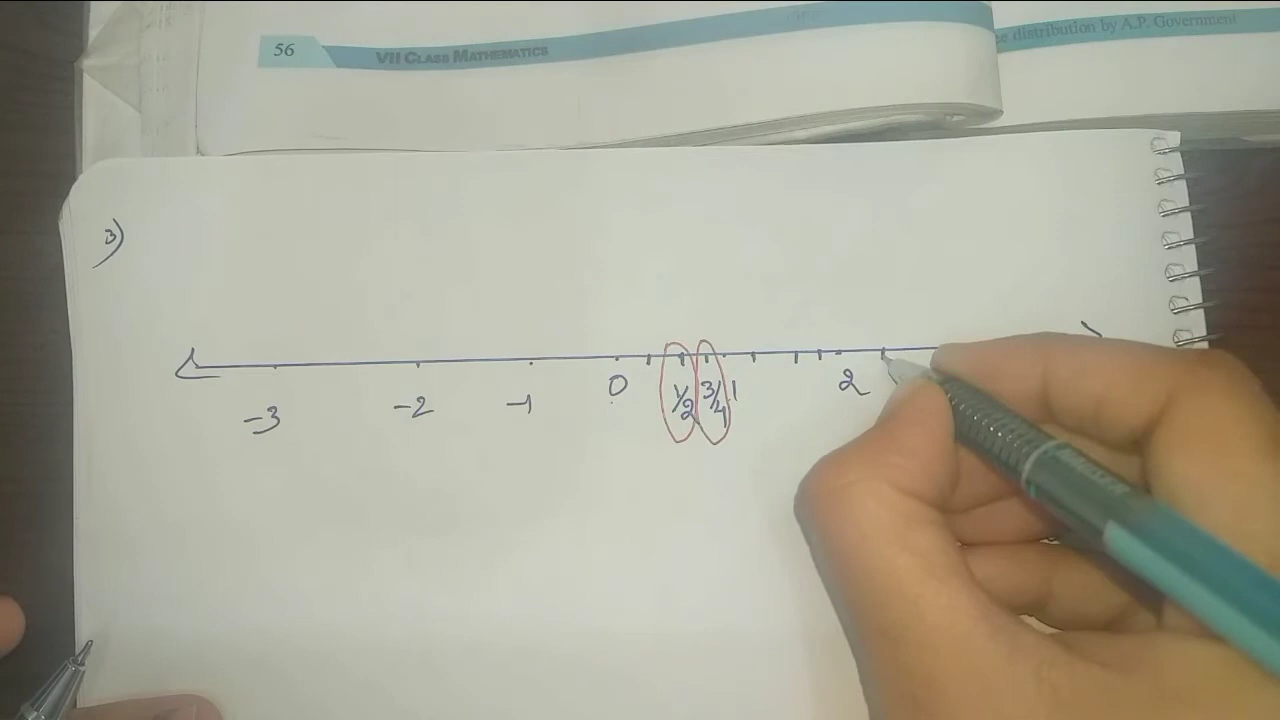 56 VII CLASS MATHEMATICS
e distribution by A.P. Government
3)
-3 -2 -1 0 1/2 3/4 1 2